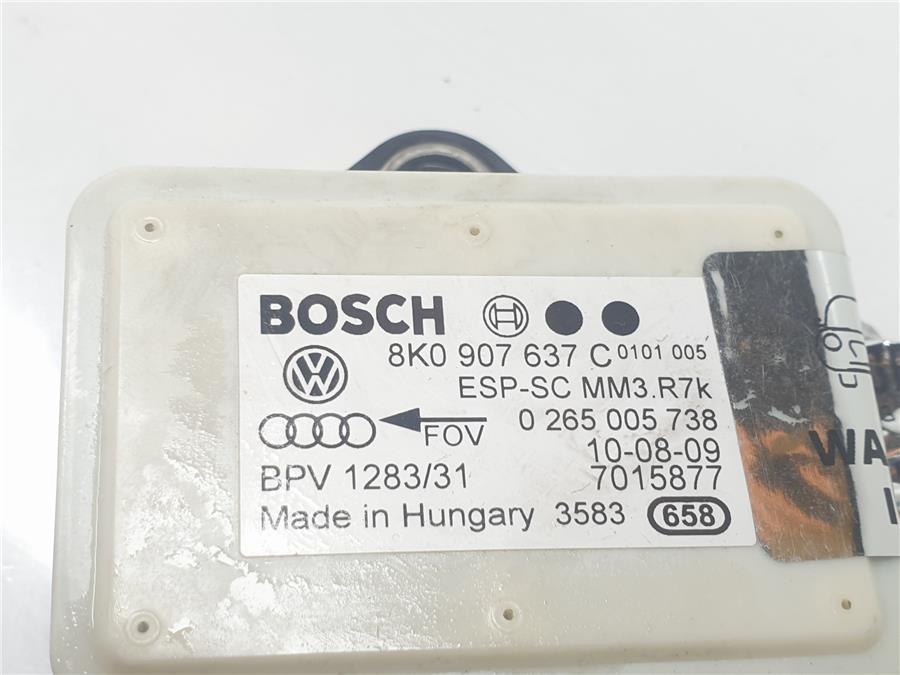 BOSCH
8K0 907 637 C 0101 005
ESP-SC MM3.R7k
FOV 0 265 005 738
10-08-09
BPV 1283/31 7015877
Made in Hungary 3583 658
WA